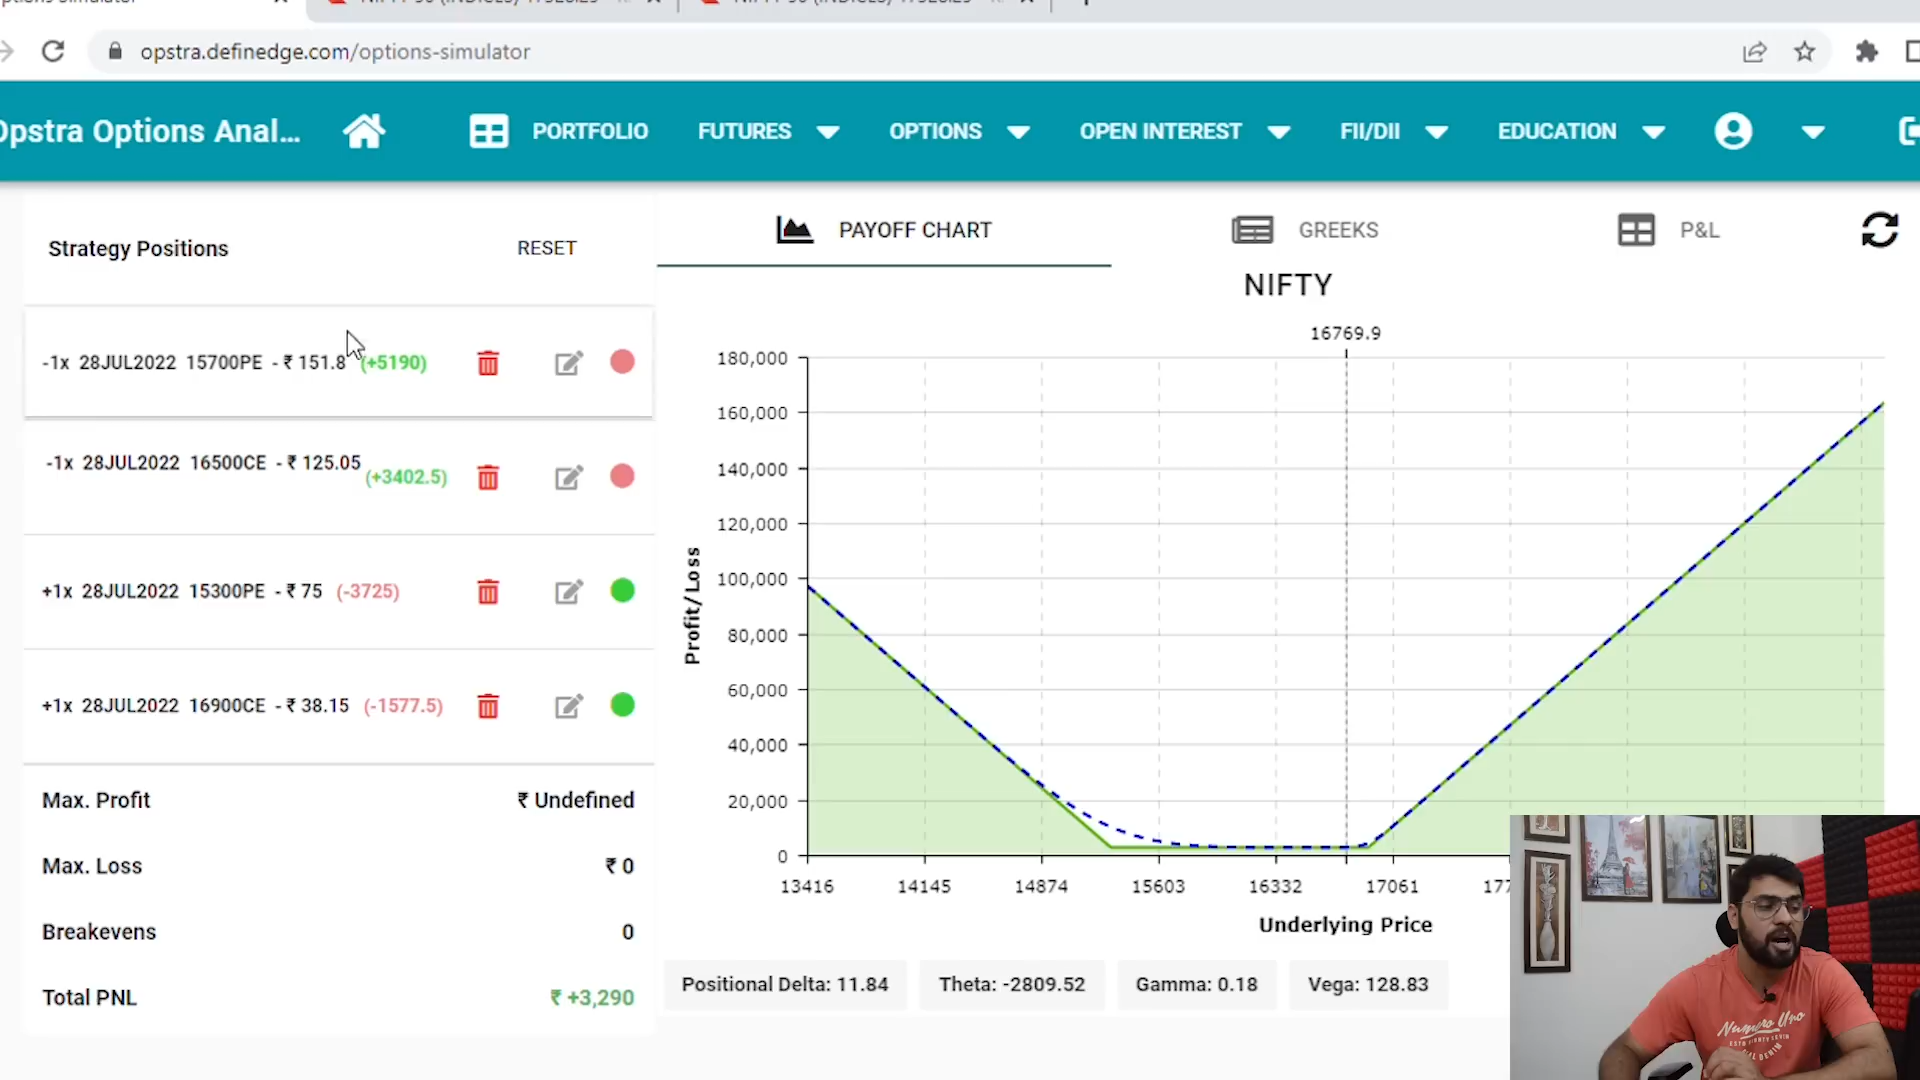 opstra.definedge.com/options-simulator
Opstra Options Anal...
PORTFOLIO
FUTURES
OPTIONS
OPEN INTEREST
FII/DII
EDUCATION
Strategy Positions
RESET
PAYOFF CHART
GREEKS
P&L
NIFTY
16769.9
-1x 28JUL2022 15700PE - ₹ 151.8 (+5190)
-1x 28JUL2022 16500CE - ₹ 125.05 (+3402.5)
+1x 28JUL2022 15300PE - ₹ 75 (-3725)
+1x 28JUL2022 16900CE - ₹ 38.15 (-1577.5)
Max. Profit ₹ Undefined
Max. Loss ₹ 0
Breakevens 0
Total PNL ₹ +3,290
Profit/Loss
180,000
160,000
140,000
120,000
100,000
80,000
60,000
40,000
20,000
0
13416 14145 14874 15603 16332 17061
Underlying Price
Positional Delta: 11.84
Theta: -2809.52
Gamma: 0.18
Vega: 128.83
Numero Uno